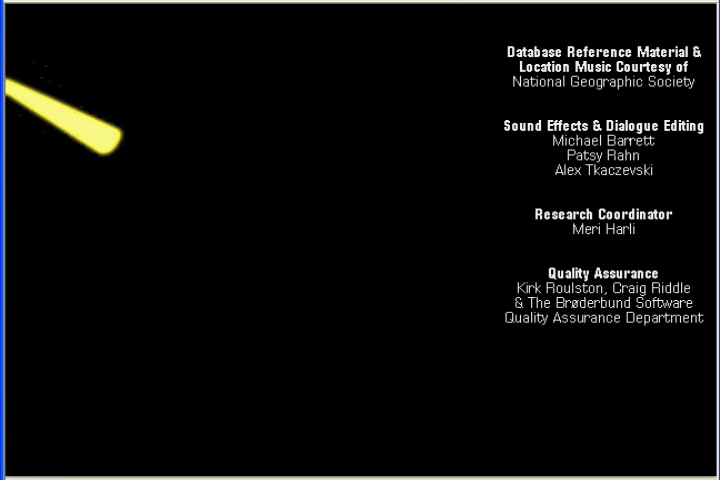 Database Reference Material &
Location Music Courtesy of
National Geographic Society
Sound Effects & Dialogue Editing
Michael Barrett
Patsy Rahn
Alex Tkaczevski
Research Coordinator
Meri Harli
Quality Assurance
Kirk Roulston, Craig Riddle
& The Brøderbund Software
Quality Assurance Department